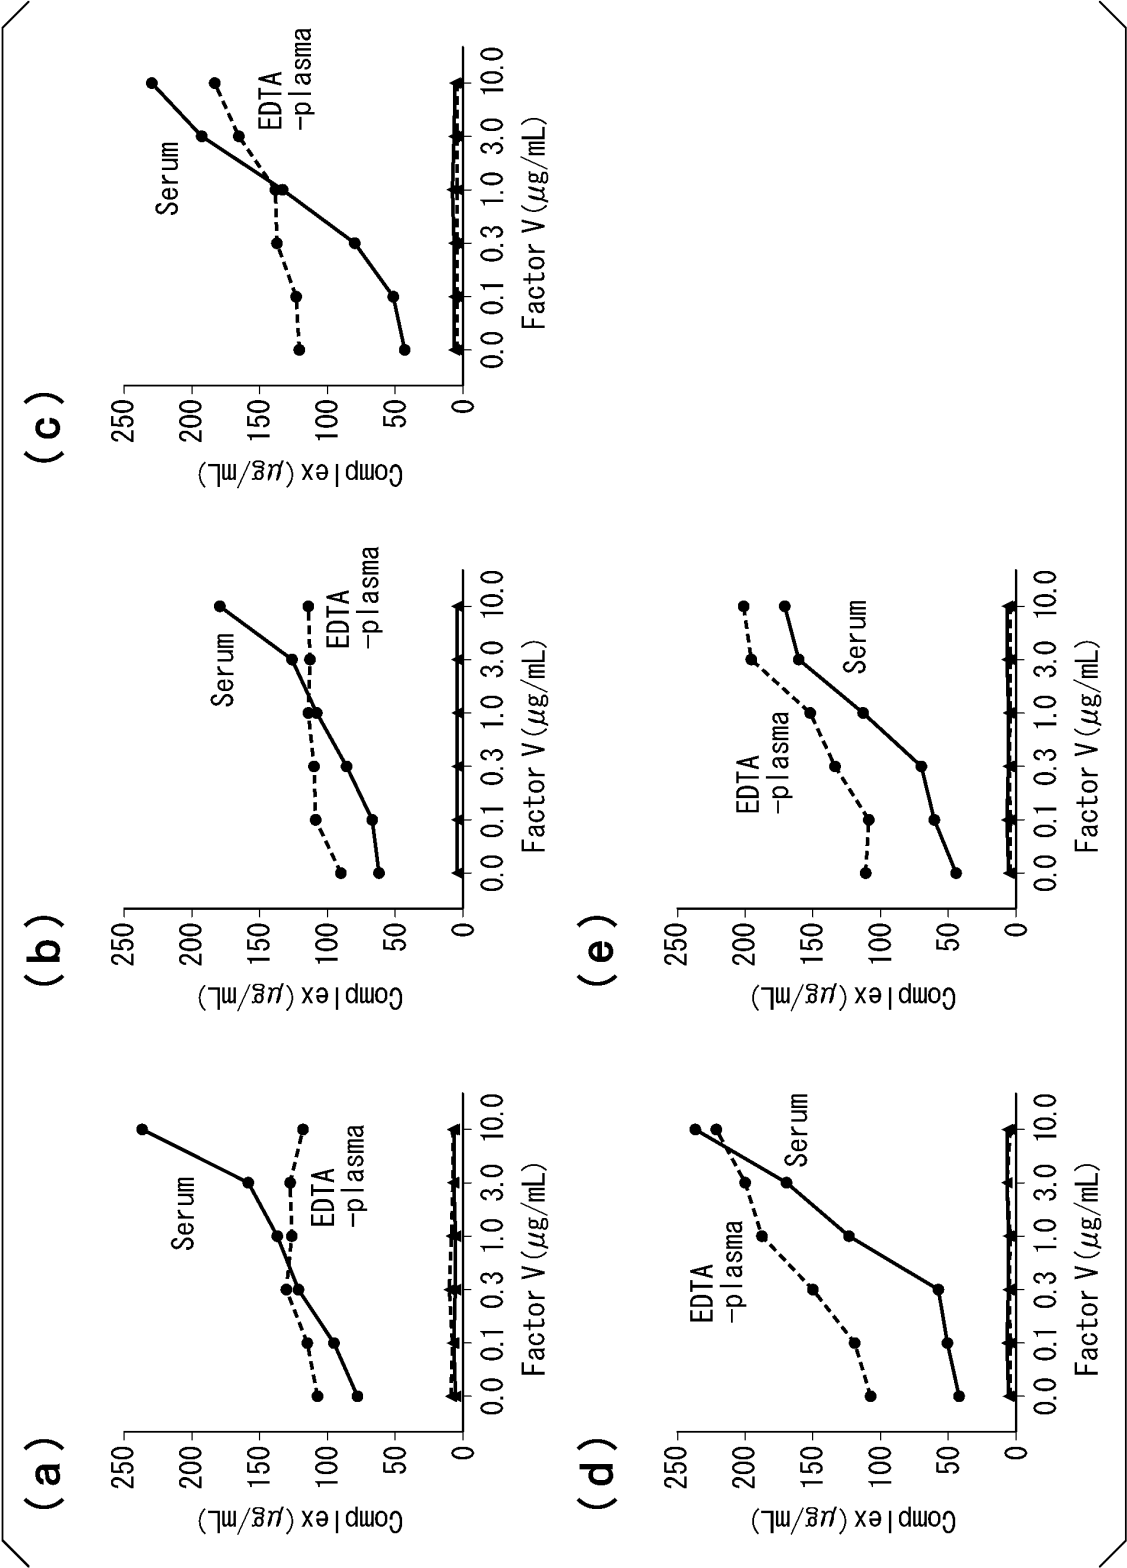 (a)
Complex (μg/mL)
250
200
150
100
50
0
Serum
EDTA
-plasma
0.0 0.1 0.3 1.0 3.0 10.0
Factor V (μg/mL)
(b)
Complex (μg/mL)
250
200
150
100
50
0
Serum
EDTA
-plasma
0.0 0.1 0.3 1.0 3.0 10.0
Factor V (μg/mL)
(c)
Complex (μg/mL)
250
200
150
100
50
0
Serum
EDTA
-plasma
0.0 0.1 0.3 1.0 3.0 10.0
Factor V (μg/mL)
(d)
Complex (μg/mL)
250
200
150
100
50
0
EDTA
-plasma
Serum
0.0 0.1 0.3 1.0 3.0 10.0
Factor V (μg/mL)
(e)
Complex (μg/mL)
250
200
150
100
50
0
EDTA
-plasma
Serum
0.0 0.1 0.3 1.0 3.0 10.0
Factor V (μg/mL)